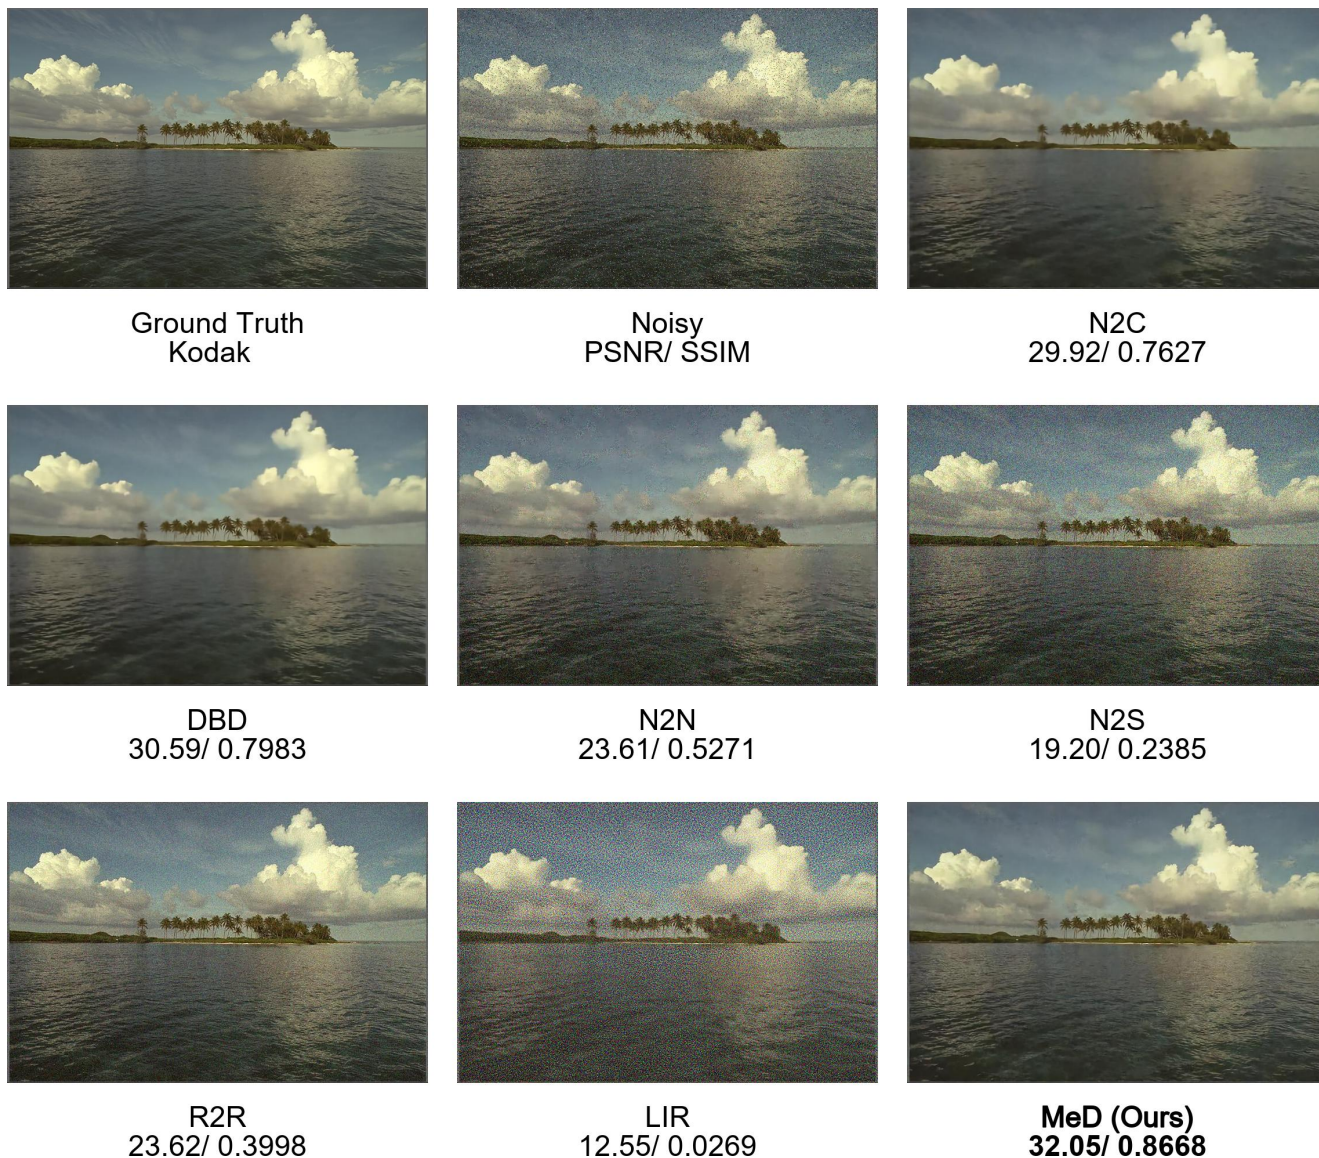 Ground Truth
Kodak
Noisy
PSNR/ SSIM
N2C
29.92/ 0.7627
DBD
30.59/ 0.7983
N2N
23.61/ 0.5271
N2S
19.20/ 0.2385
R2R
23.62/ 0.3998
LIR
12.55/ 0.0269
MeD (Ours)
32.05/ 0.8668